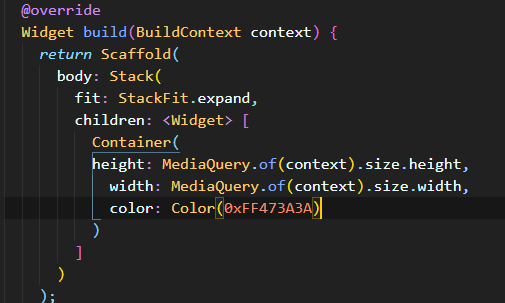 @override
Widget build(BuildContext context) {
return Scaffold(
body: Stack(
fit: StackFit.expand,
children: <Widget> [
Container(
height: MediaQuery.of(context).size.height,
width: MediaQuery.of(context).size.width,
color: Color(0xFF473A3A)
)
]
)
);